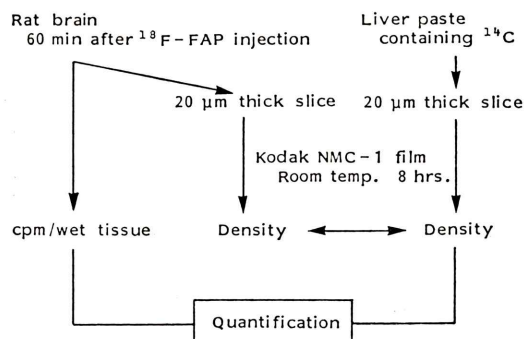 Rat brain
60 min after ¹⁸F-FAP injection
Liver paste
containing ¹⁴C
20 µm thick slice
20 µm thick slice
Kodak NMC-1 film
Room temp. 8 hrs.
cpm/wet tissue
Density
Density
Quantification